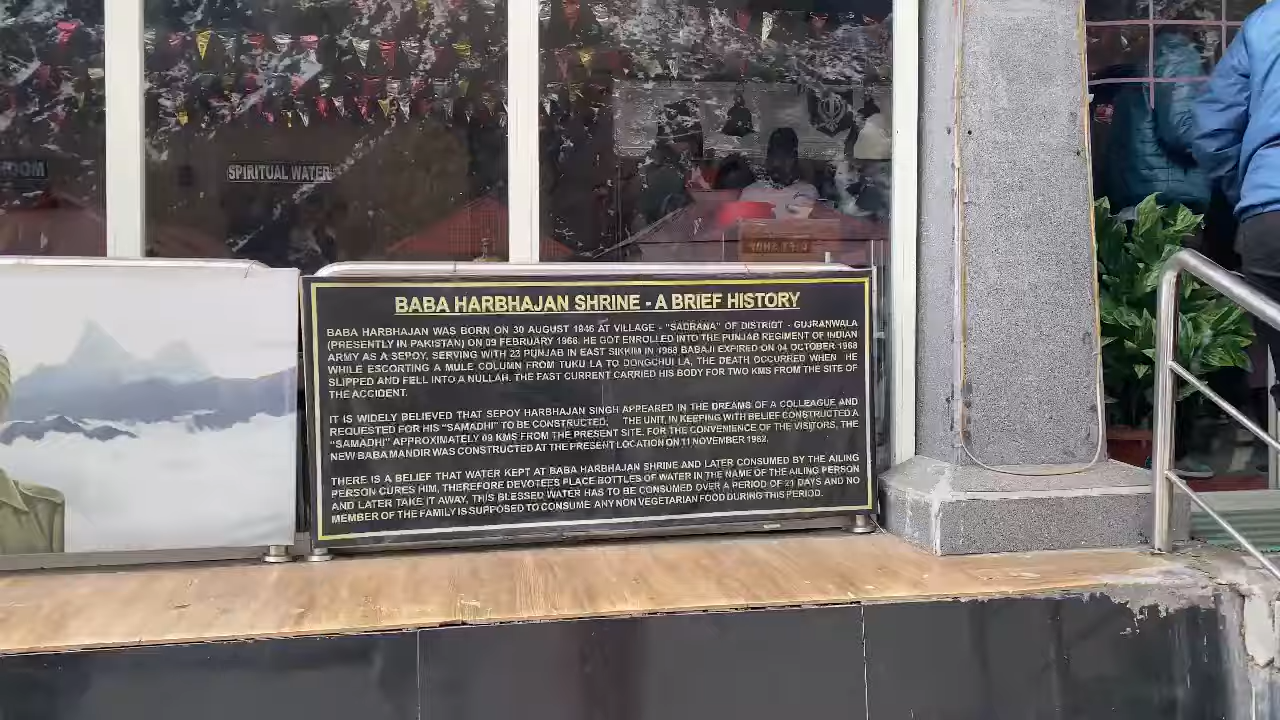 OOM
SPIRITUAL WATER
BABA HARBHAJAN SHRINE - A BRIEF HISTORY
BABA HARBHAJAN WAS BORN ON 30 AUGUST 1946 AT VILLAGE - "SADRANA" OF DISTRICT - GUJRANWALA
(PRESENTLY IN PAKISTAN) ON 09 FEBRUARY 1966. HE GOT ENROLLED INTO THE PUNJAB REGIMENT OF INDIAN
ARMY AS A SEPOY, SERVING WITH 23 PUNJAB IN EAST SIKKIM IN 1968 BABAJI EXPIRED ON 04 OCTOBER 1968
WHILE ESCORTING A MULE COLUMN FROM TUKU LA TO DONGCHUI LA, THE DEATH OCCURRED WHEN HE
SLIPPED AND FELL INTO A NULLAH. THE FAST CURRENT CARRIED HIS BODY FOR TWO KMS FROM THE SITE OF
THE ACCIDENT.
IT IS WIDELY BELIEVED THAT SEPOY HARBHAJAN SINGH APPEARED IN THE DREAMS OF A COLLEAGUE AND
REQUESTED FOR HIS "SAMADHI" TO BE CONSTRUCTED, THE UNIT, IN KEEPING WITH BELIEF CONSTRUCTED A
"SAMADHI" APPROXIMATELY 09 KMS FROM THE PRESENT SITE. FOR THE CONVENIENCE OF THE VISITORS, THE
NEW BABA MANDIR WAS CONSTRUCTED AT THE PRESENT LOCATION ON 11 NOVEMBER 1982.
THERE IS A BELIEF THAT WATER KEPT AT BABA HARBHAJAN SHRINE AND LATER CONSUMED BY THE AILING
PERSON CURES HIM, THEREFORE DEVOTEES PLACE BOTTLES OF WATER IN THE NAME OF THE AILING PERSON
AND LATER TAKE IT AWAY, THIS BLESSED WATER HAS TO BE CONSUMED OVER A PERIOD OF 21 DAYS AND NO
MEMBER OF THE FAMILY IS SUPPOSED TO CONSUME ANY NON VEGETARIAN FOOD DURING THIS PERIOD.